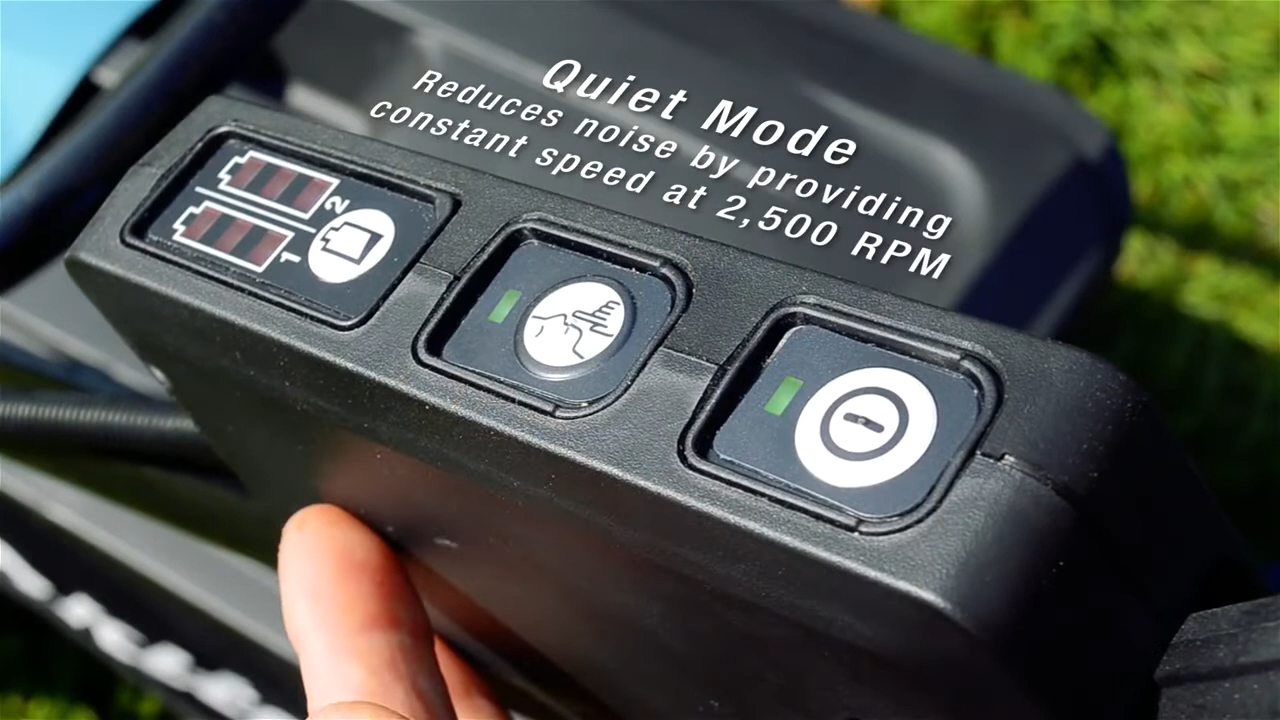 Quiet Mode
Reduces noise by providing
constant speed at 2,500 RPM
2
1